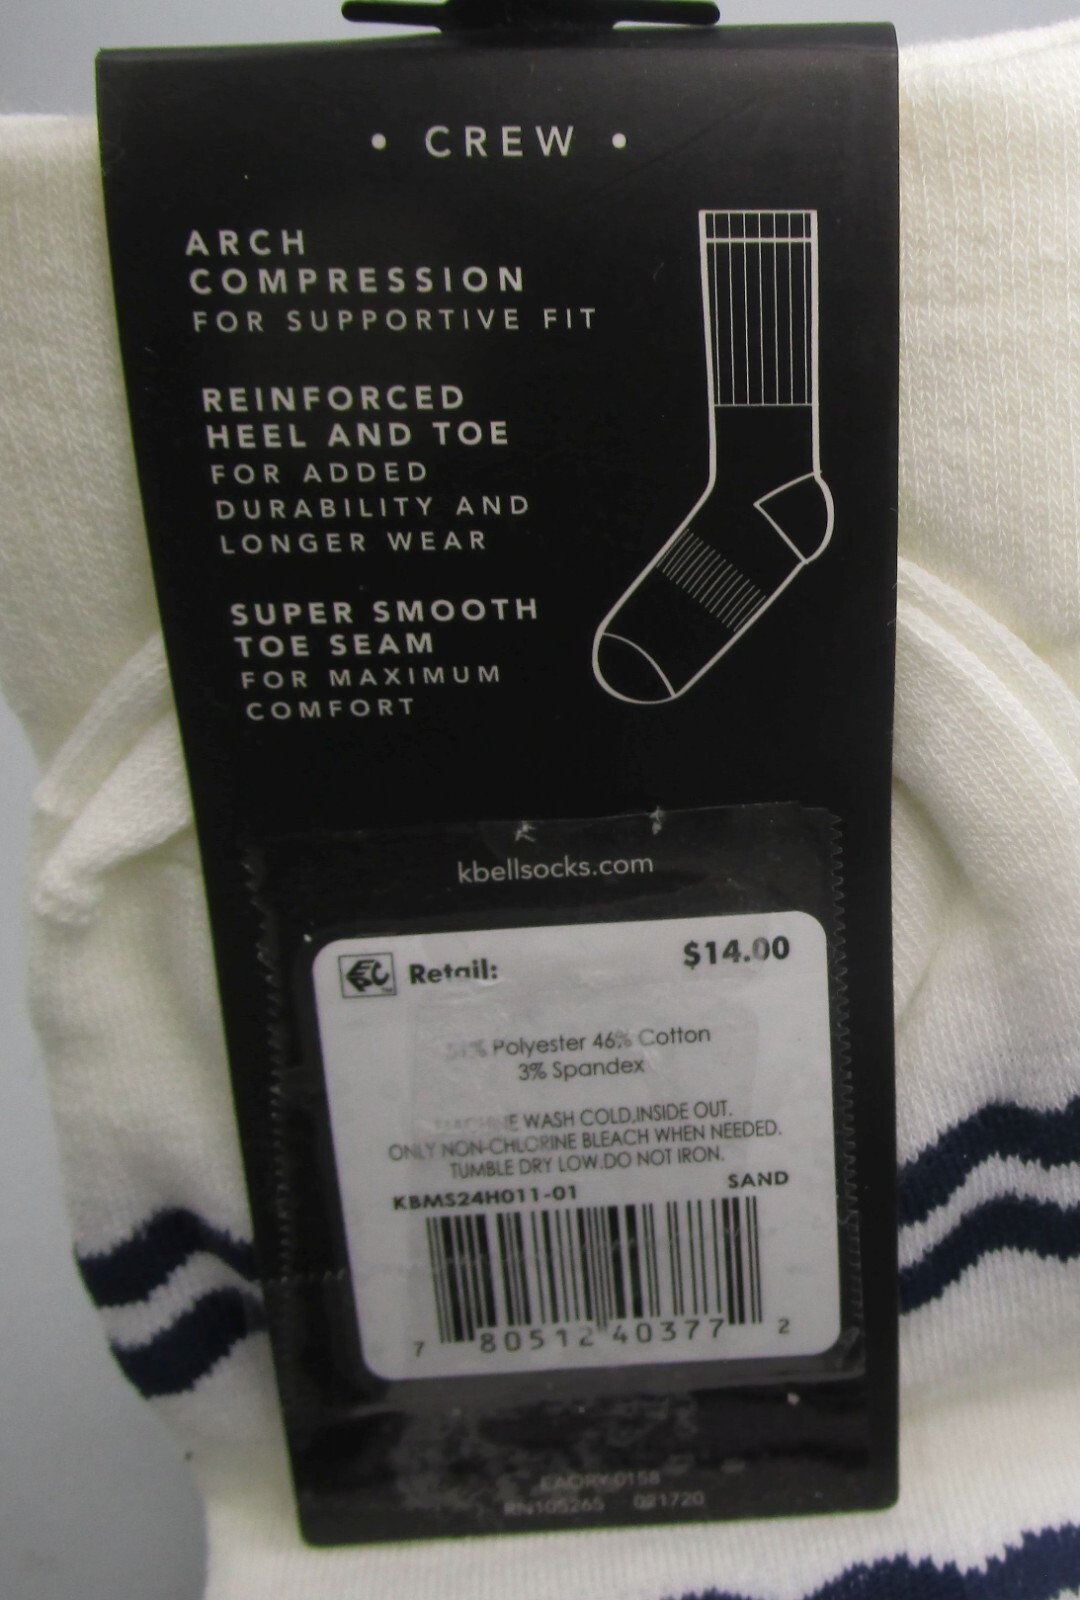 • CREW •
ARCH
COMPRESSION
FOR SUPPORTIVE FIT
REINFORCED
HEEL AND TOE
FOR ADDED
DURABILITY AND
LONGER WEAR
SUPER SMOOTH
TOE SEAM
FOR MAXIMUM
COMFORT
kbellsocks.com
Retail: $14.00
51% Polyester 46% Cotton
3% Spandex
MACHINE WASH COLD,INSIDE OUT.
ONLY NON-CHLORINE BLEACH WHEN NEEDED.
TUMBLE DRY LOW.DO NOT IRON.
KBMS24H011-01 SAND
7 80512 40377 2
RN105265 021720